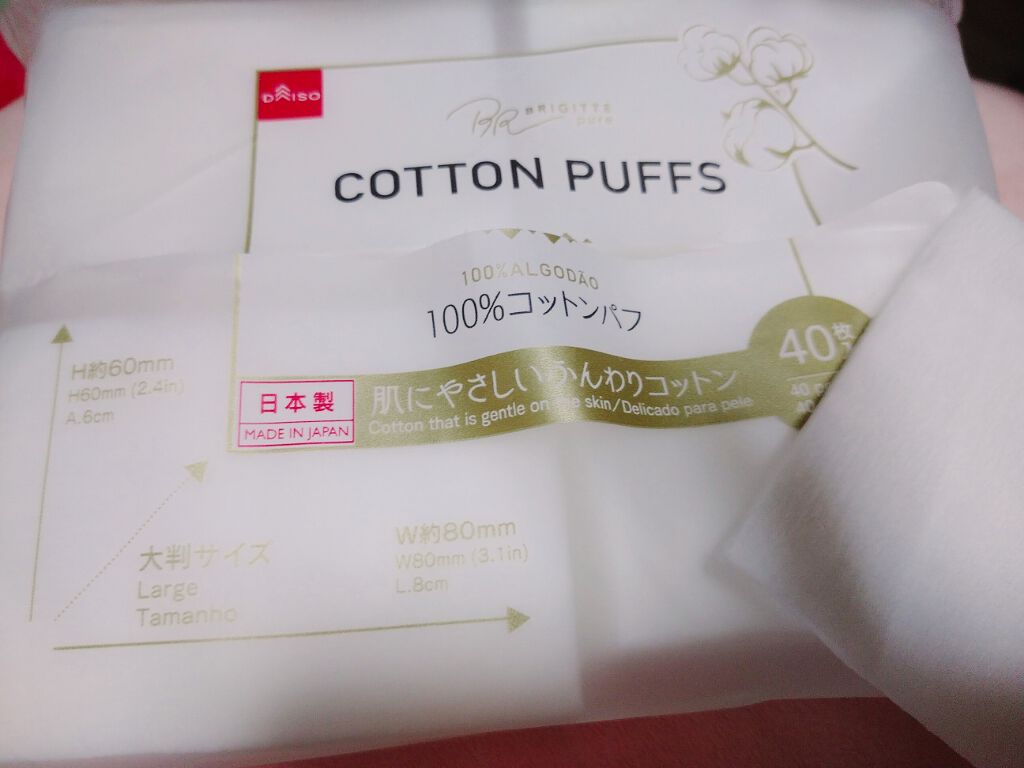 DAISO
BRIGITTE
pure
COTTON PUFFS
100%ALGODÃO
100%コットンパフ
40枚
肌にやさしいふんわりコットン
Cotton that is gentle on the skin/Delicado para pele
40
40
日本製
MADE IN JAPAN
H約60mm
H60mm (2.4in)
A.6cm
大判サイズ
Large
Tamanho
W約80mm
W80mm (3.1in)
L.8cm